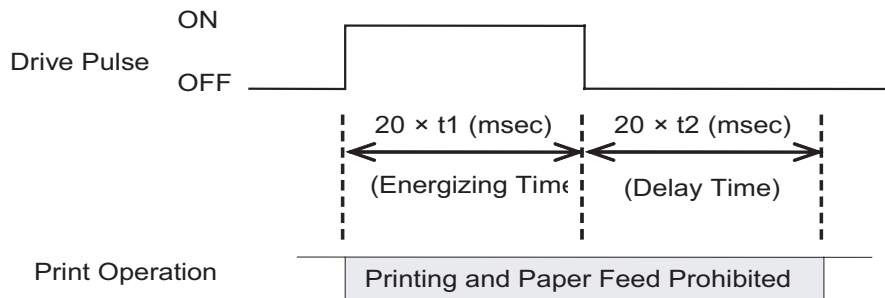 ON
Drive Pulse
OFF
20 × t1 (msec) 20 × t2 (msec)
(Energizing Time (Delay Time)
Print Operation Printing and Paper Feed Prohibited